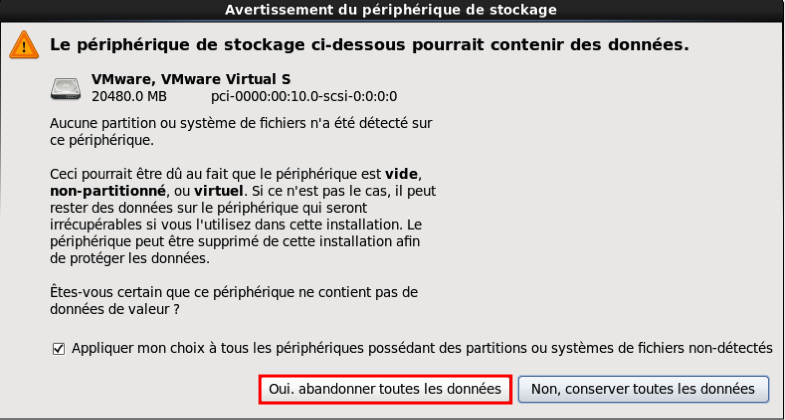 Avertissement du périphérique de stockage
Le périphérique de stockage ci-dessous pourrait contenir des données.
VMware, VMware Virtual S
20480.0 MB pci-0000:00:10.0-scsi-0:0:0:0
Aucune partition ou système de fichiers n'a été détecté sur
ce périphérique.
Ceci pourrait être dû au fait que le périphérique est vide,
non-partitionné, ou virtuel. Si ce n'est pas le cas, il peut
rester des données sur le périphérique qui seront
irrécupérables si vous l'utilisez dans cette installation. Le
périphérique peut être supprimé de cette installation afin
de protéger les données.
Êtes-vous certain que ce périphérique ne contient pas de
données de valeur ?
Appliquer mon choix à tous les périphériques possédant des partitions ou systèmes de fichiers non-détectés
Oui. abandonner toutes les données
Non, conserver toutes les données